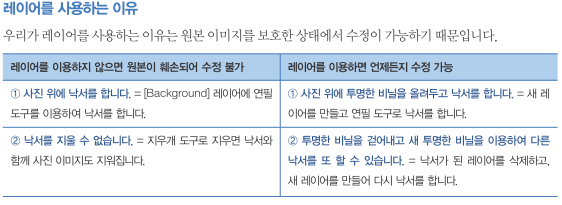 레이어를 사용하는 이유
우리가 레이어를 사용하는 이유는 원본 이미지를 보호한 상태에서 수정이 가능하기 때문입니다.
레이어를 이용하지 않으면 원본이 훼손되어 수정 불가
① 사진 위에 낙서를 합니다. = [Background] 레이어에 연필
도구를 이용하여 낙서를 합니다.
② 낙서를 지울 수 없습니다. = 지우개 도구로 지우면 낙서와
함께 사진 이미지도 지워집니다.
레이어를 이용하면 언제든지 수정 가능
① 사진 위에 투명한 비닐을 올려두고 낙서를 합니다. = 새 레
이어를 만들고 연필 도구로 낙서를 합니다.
② 투명한 비닐을 걷어내고 새 투명한 비닐을 이용하여 다른
낙서를 또 할 수 있습니다. = 낙서가 된 레이어를 삭제하고,
새 레이어를 만들어 다시 낙서를 합니다.